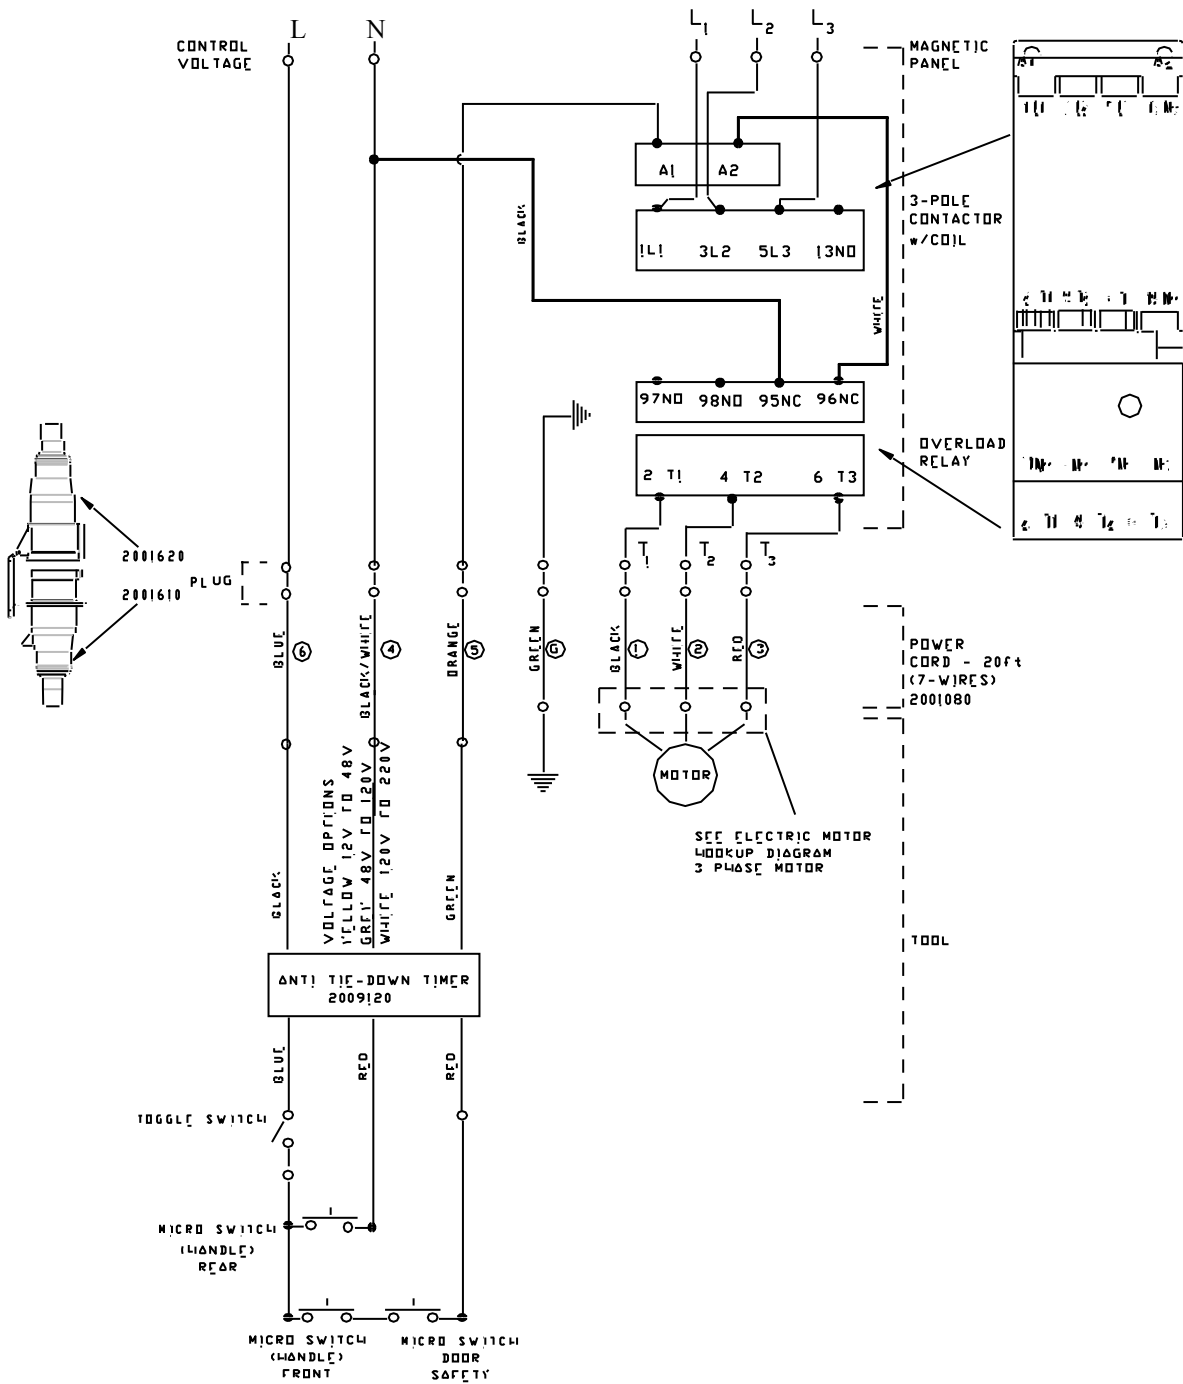 L
N
L1
L2
L3
CONTROL
VOLTAGE
MAGNETIC
PANEL
A1
A2
A1
A2
3-POLE
CONTACTOR
w/COIL
BLACK
1L1
3L2
5L3
13NO
WHITE
97NO
98NO
95NC
96NC
OVERLOAD
RELAY
2 T1
4 T2
6 T3
2001620
PLUG
2001610
T1
T2
T3
BLUE
6
BLACK/WHITE
4
ORANGE
5
GREEN
G
BLACK
1
WHITE
2
RED
3
POWER
CORD - 20ft
(7-WIRES)
2001080
MOTOR
SEE ELECTRIC MOTOR
HOOKUP DIAGRAM
3 PHASE MOTOR
BLACK
VOLTAGE OPTIONS
YELLOW 12V TO 48V
GREY 48V TO 120V
WHITE 120V TO 220V
GREEN
TOOL
ANTI TIE-DOWN TIMER
2009120
BLUE
RED
RED
TOGGLE SWITCH
MICRO SWITCH
(HANDLE)
REAR
MICRO SWITCH
(HANDLE)
FRONT
MICRO SWITCH
DOOR
SAFETY